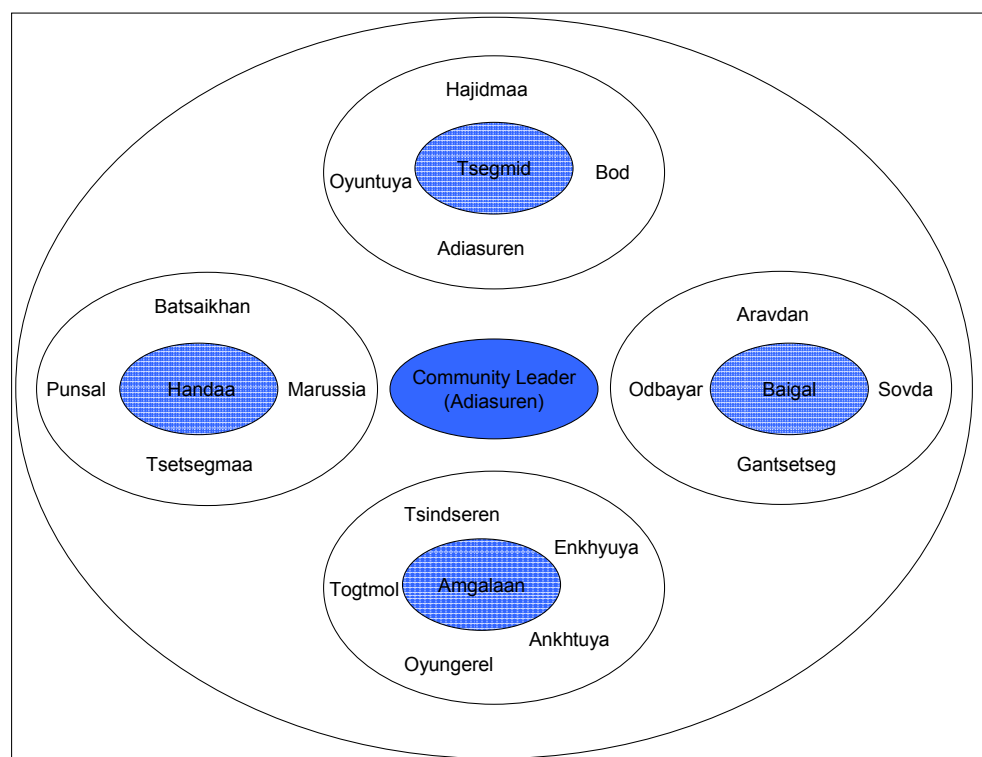 Hajidmaa
Tsegmid
Oyuntuya
Bod
Adiasuren
Batsaikhan
Punsal
Handaa
Marussia
Tsetsegmaa
Community Leader
(Adiasuren)
Aravdan
Odbayar
Baigal
Sovda
Gantsetseg
Tsindseren
Enkhyuya
Togtmol
Amgalaan
Ankhtuya
Oyungerel